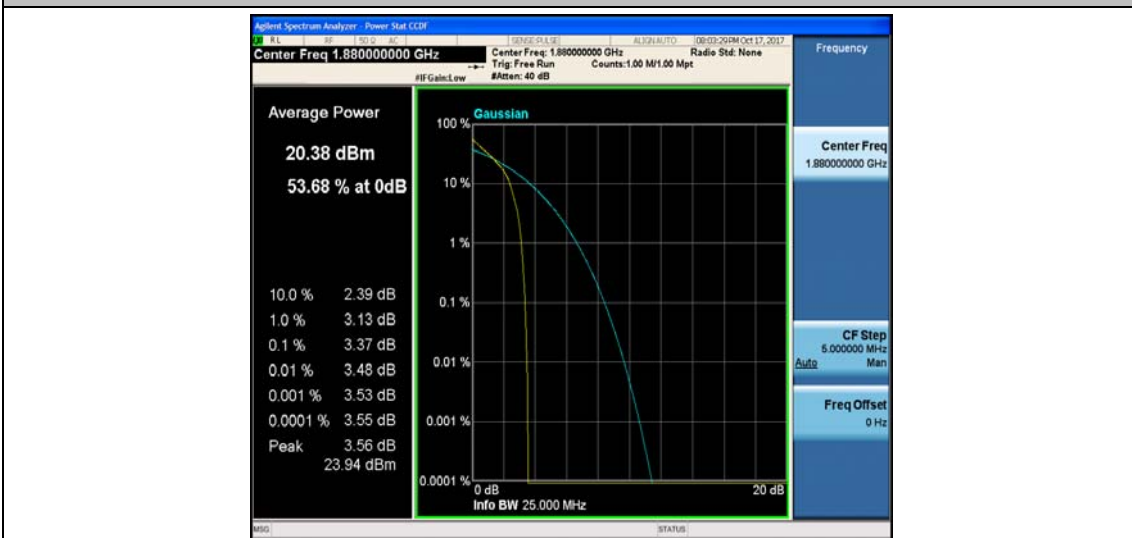 Agilent Spectrum Analyzer - Power Stat CCDF
RL RF 50 Ω AC SENSE:PULSE ALIGN AUTO 08:03:29 PM Oct 17, 2017
Center Freq 1.880000000 GHz
Center Freq: 1.880000000 GHz Radio Std: None
Trig: Free Run Counts:1.00 M/1.00 Mpt
#IFGain:Low #Atten: 40 dB
Frequency
Average Power
20.38 dBm
53.68 % at 0dB
10.0 % 2.39 dB
1.0 % 3.13 dB
0.1 % 3.37 dB
0.01 % 3.48 dB
0.001 % 3.53 dB
0.0001 % 3.55 dB
Peak 3.56 dB
23.94 dBm
Gaussian
100 %
10 %
1 %
0.1 %
0.01 %
0.001 %
0.0001 %
0 dB 20 dB
Info BW 25.000 MHz
Center Freq
1.880000000 GHz
CF Step
5.000000 MHz
Auto Man
Freq Offset
0 Hz
MSG STATUS